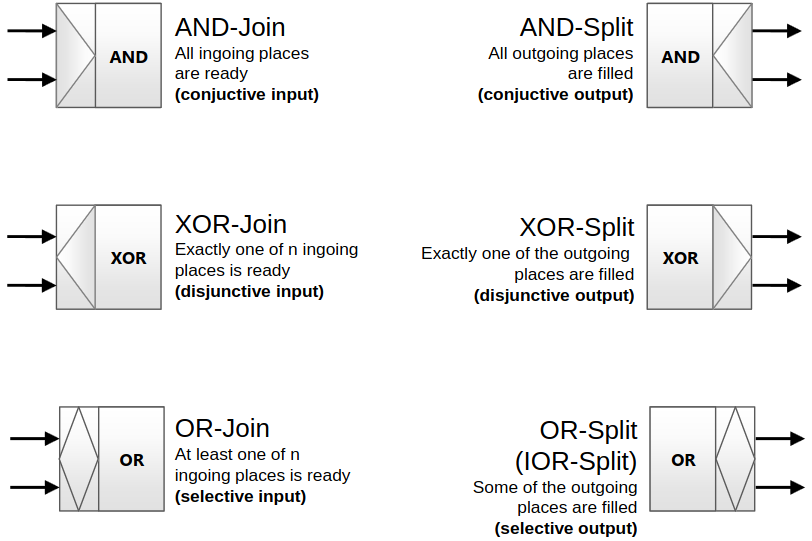 AND
AND-Join
All ingoing places
are ready
(conjuctive input)
AND-Split
All outgoing places
are filled
(conjuctive output)
AND
XOR
XOR-Join
Exactly one of n ingoing
places is ready
(disjunctive input)
XOR-Split
Exactly one of the outgoing
places are filled
(disjunctive output)
XOR
OR
OR-Join
At least one of n
ingoing places is ready
(selective input)
OR-Split
(IOR-Split)
Some of the outgoing
places are filled
(selective output)
OR